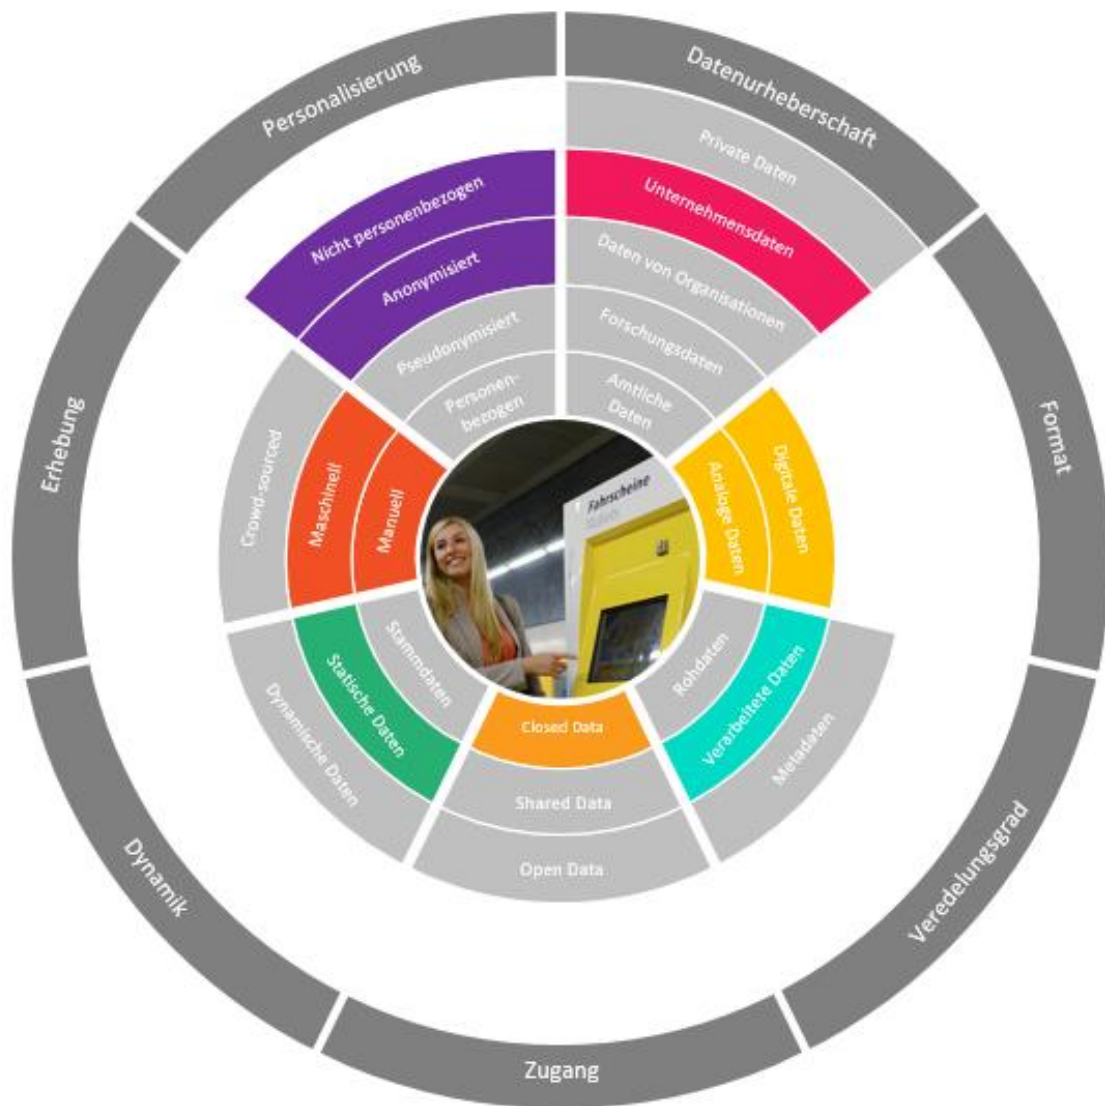 Personalisierung
Datenurheberschaft
Private Daten
Unternehmensdaten
Daten von Organisationen
Forschungsdaten
Amtliche
Daten
Nicht personenbezogen
Anonymisiert
Pseudonymisiert
Personen-
bezogen
Format
Digitale Daten
Analoge Daten
Erhebung
Crowd-sourced
Maschinell
Manuell
Fahrscheine
Tickets
Veredelungsgrad
Rohdaten
Verarbeitete Daten
Metadaten
Dynamik
Stammdaten
Statische Daten
Dynamische Daten
Closed Data
Shared Data
Open Data
Zugang